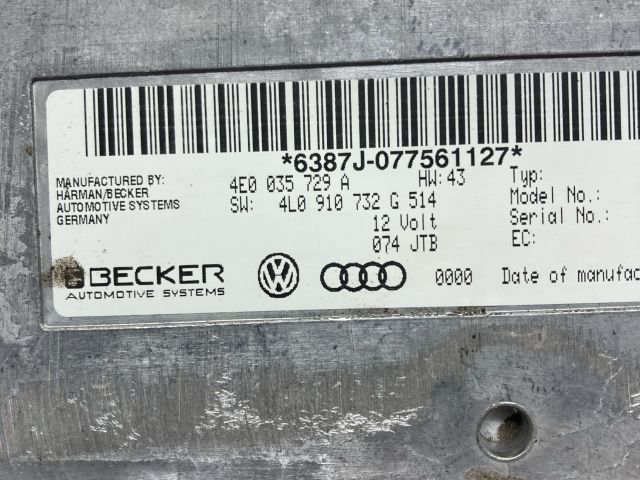 *6387J-077561127*
MANUFACTURED BY:
HARMAN/BECKER
AUTOMOTIVE SYSTEMS
GERMANY
4E0 035 729 A HW:43
SW: 4L0 910 732 G 514
12 Volt
074 JTB
Typ:
Model No.:
Serial No.:
EC:
BECKER
AUTOMOTIVE SYSTEMS
VW
0000 Date of manufac